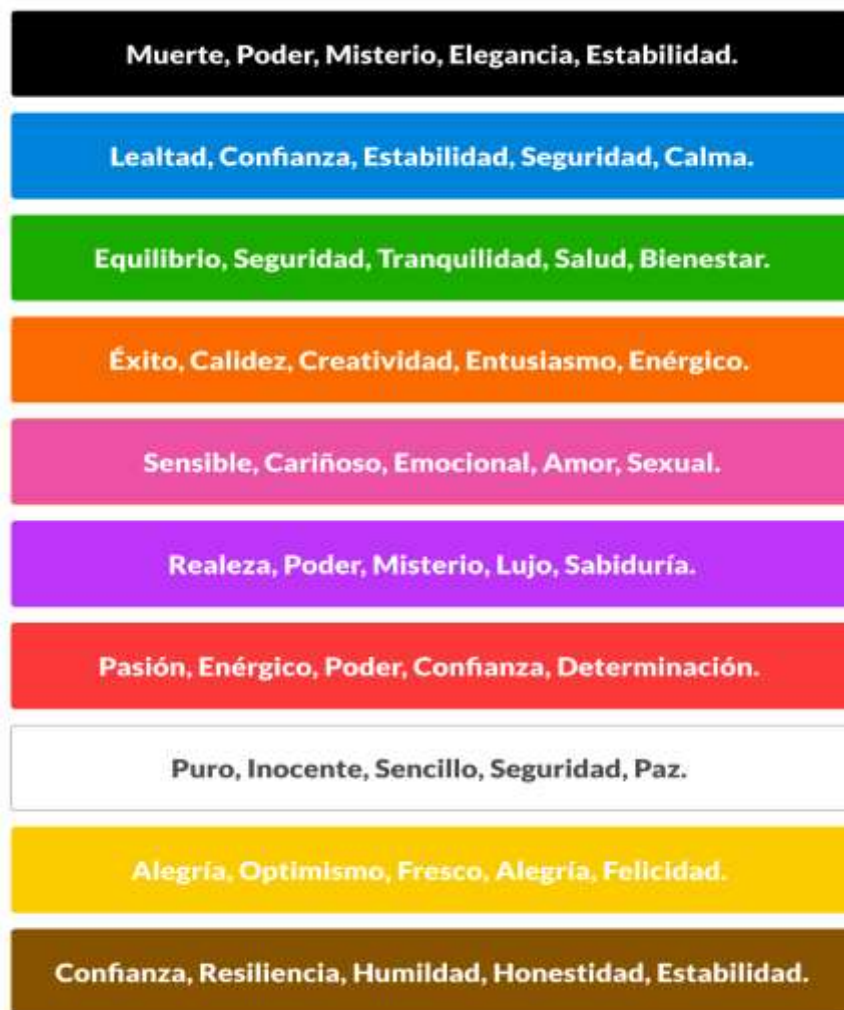 Muerte, Poder, Misterio, Elegancia, Estabilidad.
Lealtad, Confianza, Estabilidad, Seguridad, Calma.
Equilibrio, Seguridad, Tranquilidad, Salud, Bienestar.
Éxito, Calidez, Creatividad, Entusiasmo, Enérgico.
Sensible, Cariñoso, Emocional, Amor, Sexual.
Realeza, Poder, Misterio, Lujo, Sabiduría.
Pasión, Enérgico, Poder, Confianza, Determinación.
Puro, Inocente, Sencillo, Seguridad, Paz.
Alegría, Optimismo, Fresco, Alegría, Felicidad.
Confianza, Resiliencia, Humildad, Honestidad, Estabilidad.